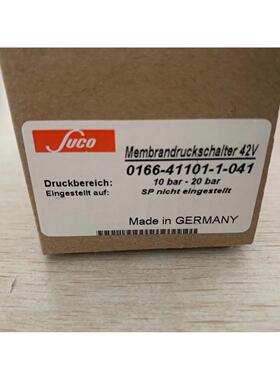 Suco
Membrandruckschalter 42V
0166-41101-1-041
Druckbereich: 10 bar - 20 bar
Eingestellt auf: SP nicht eingestellt
Made in GERMANY